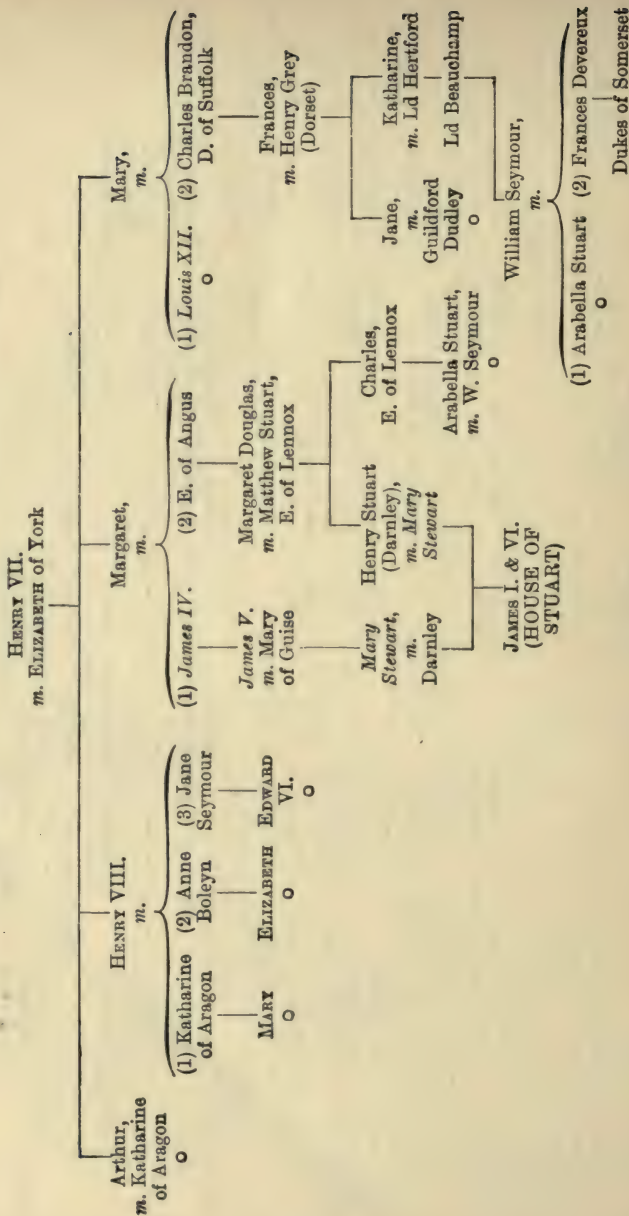 HENRY VII.
m. ELIZABETH of York
Arthur,
m. Katharine
of Aragon
o
HENRY VIII.
m.
(1) Katharine
of Aragon
MARY
o
(2) Anne
Boleyn
ELIZABETH
o
(3) Jane
Seymour
EDWARD
VI.
o
Margaret,
m.
(1) James IV.
James V.
m. Mary
of Guise
Mary
Stewart,
m.
Darnley
(2) E. of Angus
Margaret Douglas,
m. Matthew Stuart,
E. of Lennox
Henry Stuart
(Darnley),
m. Mary
Stewart
JAMES I. & VI.
(HOUSE OF
STUART)
Charles,
E. of Lennox
Arabella Stuart,
m. W. Seymour
o
Mary,
m.
(1) Louis XII.
o
(2) Charles Brandon,
D. of Suffolk
Frances,
m. Henry Grey
(Dorset)
Jane,
m.
Guildford
Dudley
o
Katharine,
m. Ld Hertford
Ld Beauchamp
William Seymour,
m.
(1) Arabella Stuart
o
(2) Frances Devereux
Dukes of Somerset